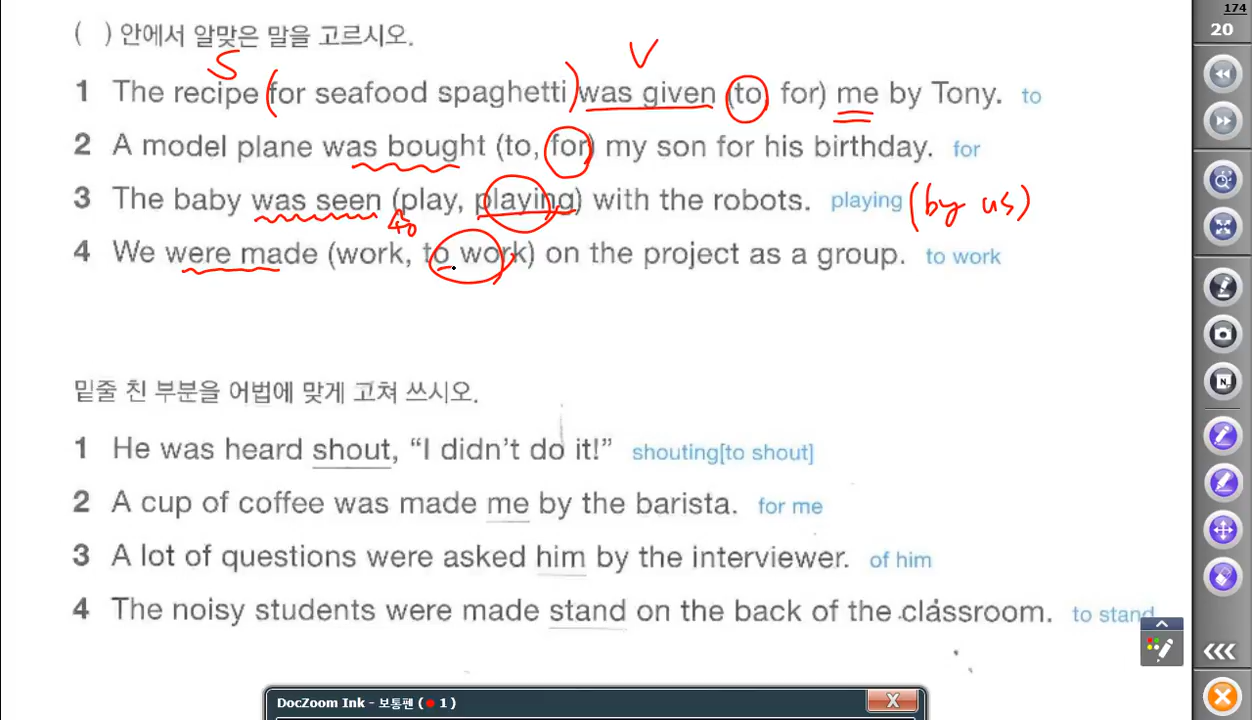 174
20
( ) 안에서 알맞은 말을 고르시오.
S V
1 The recipe (for seafood spaghetti) was given (to, for) me by Tony. to
2 A model plane was bought (to, for) my son for his birthday. for
3 The baby was seen (play, playing) with the robots. playing (by us)
to
4 We were made (work, to work) on the project as a group. to work
밑줄 친 부분을 어법에 맞게 고쳐 쓰시오.
1 He was heard shout, “I didn’t do it!” shouting[to shout]
2 A cup of coffee was made me by the barista. for me
3 A lot of questions were asked him by the interviewer. of him
4 The noisy students were made stand on the back of the classroom. to stand
DocZoom Ink - 보통펜 ( 1 )